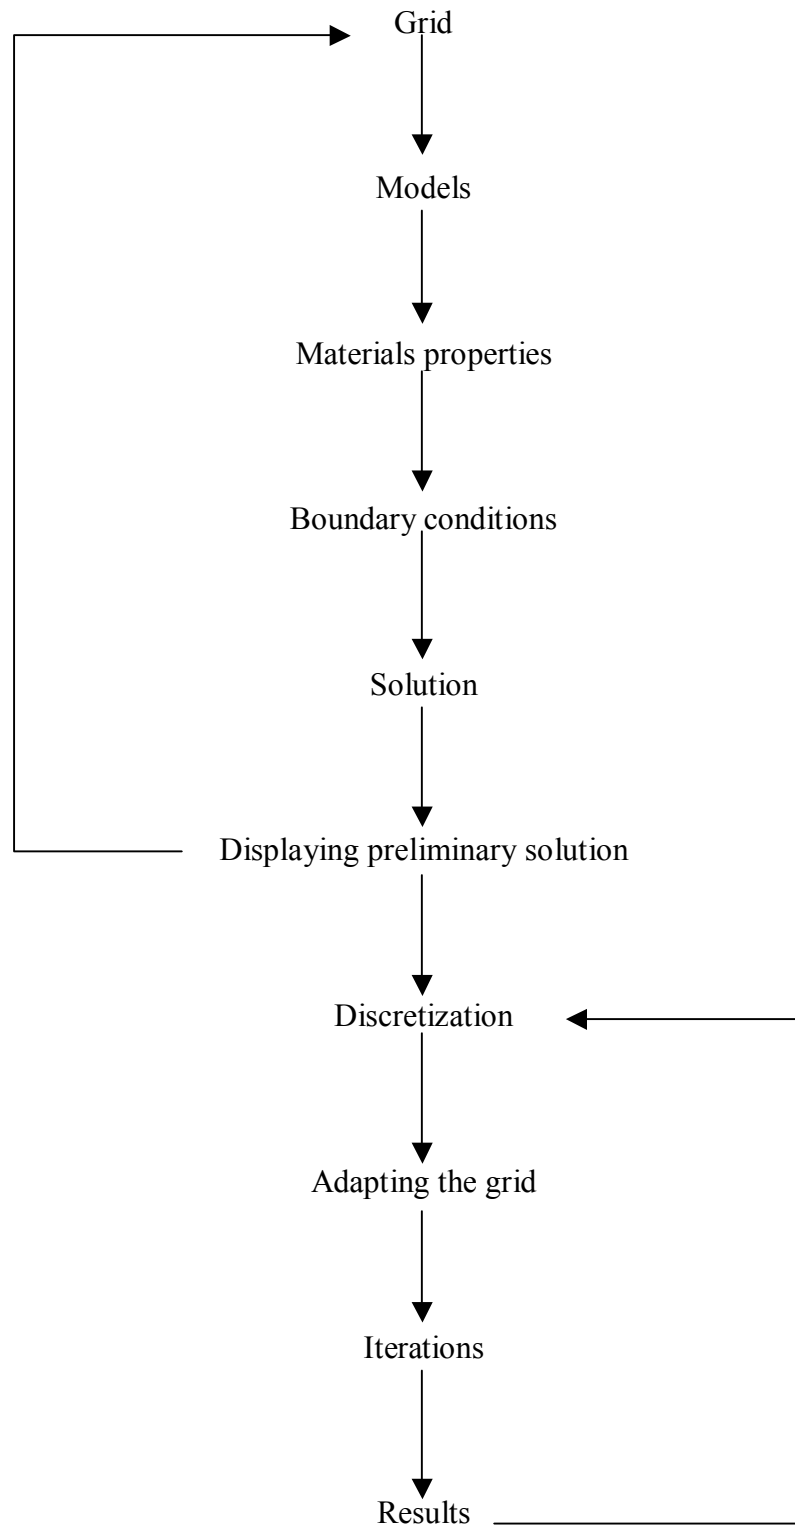 Grid
Models
Materials properties
Boundary conditions
Solution
Displaying preliminary solution
Discretization
Adapting the grid
Iterations
Results